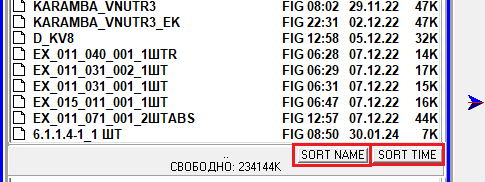 KARAMBA_VNUTR3 FIG 08:02 29.11.22 47K
KARAMBA_VNUTR3_EK FIG 22:31 02.12.22 47K
D_KV8 FIG 12:58 05.12.22 32K
EX_011_040_001_1ШTR FIG 06:28 07.12.22 14K
EX_011_031_002_1ШТ FIG 06:29 07.12.22 17K
EX_011_031_001_1ШТ FIG 06:31 07.12.22 15K
EX_015_011_001_1ШТ FIG 06:47 07.12.22 16K
EX_011_071_001_2ШTABS FIG 12:57 07.12.22 44K
6.1.1.4-1_1 ШТ FIG 08:50 30.01.24 7K
..
SORT NAME SORT TIME
СВОБОДНО: 234144K